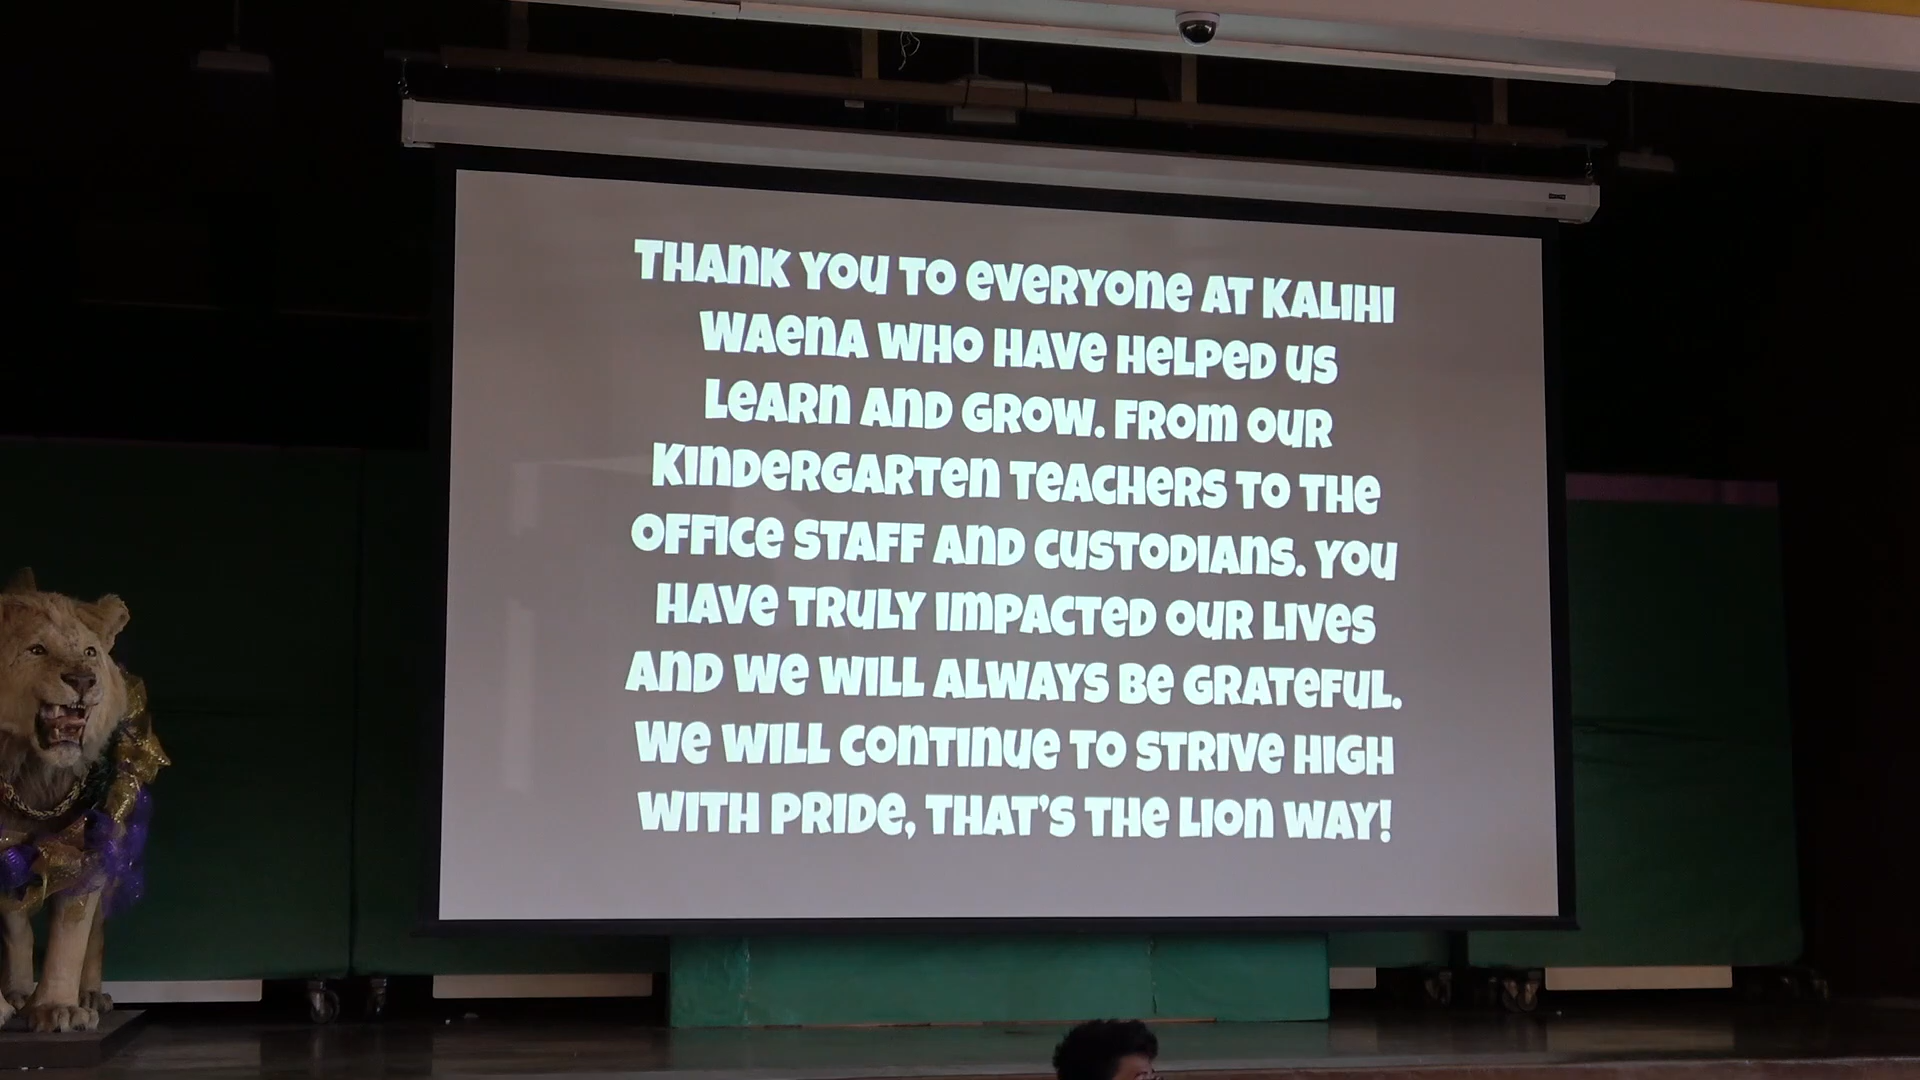 THANK YOU TO EVERYONE AT KALIHI
WAENA WHO HAVE HELPED US
LEARN AND GROW. FROM OUR
KINDERGARTEN TEACHERS TO THE
OFFICE STAFF AND CUSTODIANS. YOU
HAVE TRULY IMPACTED OUR LIVES
AND WE WILL ALWAYS BE GRATEFUL.
WE WILL CONTINUE TO STRIVE HIGH
WITH PRIDE, THAT'S THE LION WAY!